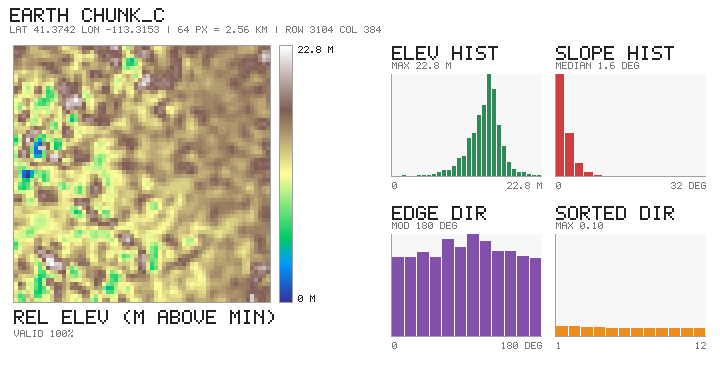 EARTH CHUNK_C
LAT 41.3742 LON -113.3153 | 64 PX = 2.56 KM | ROW 3104 COL 384
22.8 M
0 M
REL ELEV (M ABOVE MIN)
VALID 100%
ELEV HIST
MAX 22.8 M
0 22.8 M
SLOPE HIST
MEDIAN 1.6 DEG
0 32 DEG
EDGE DIR
MOD 180 DEG
0 180 DEG
SORTED DIR
MAX 0.10
1 12